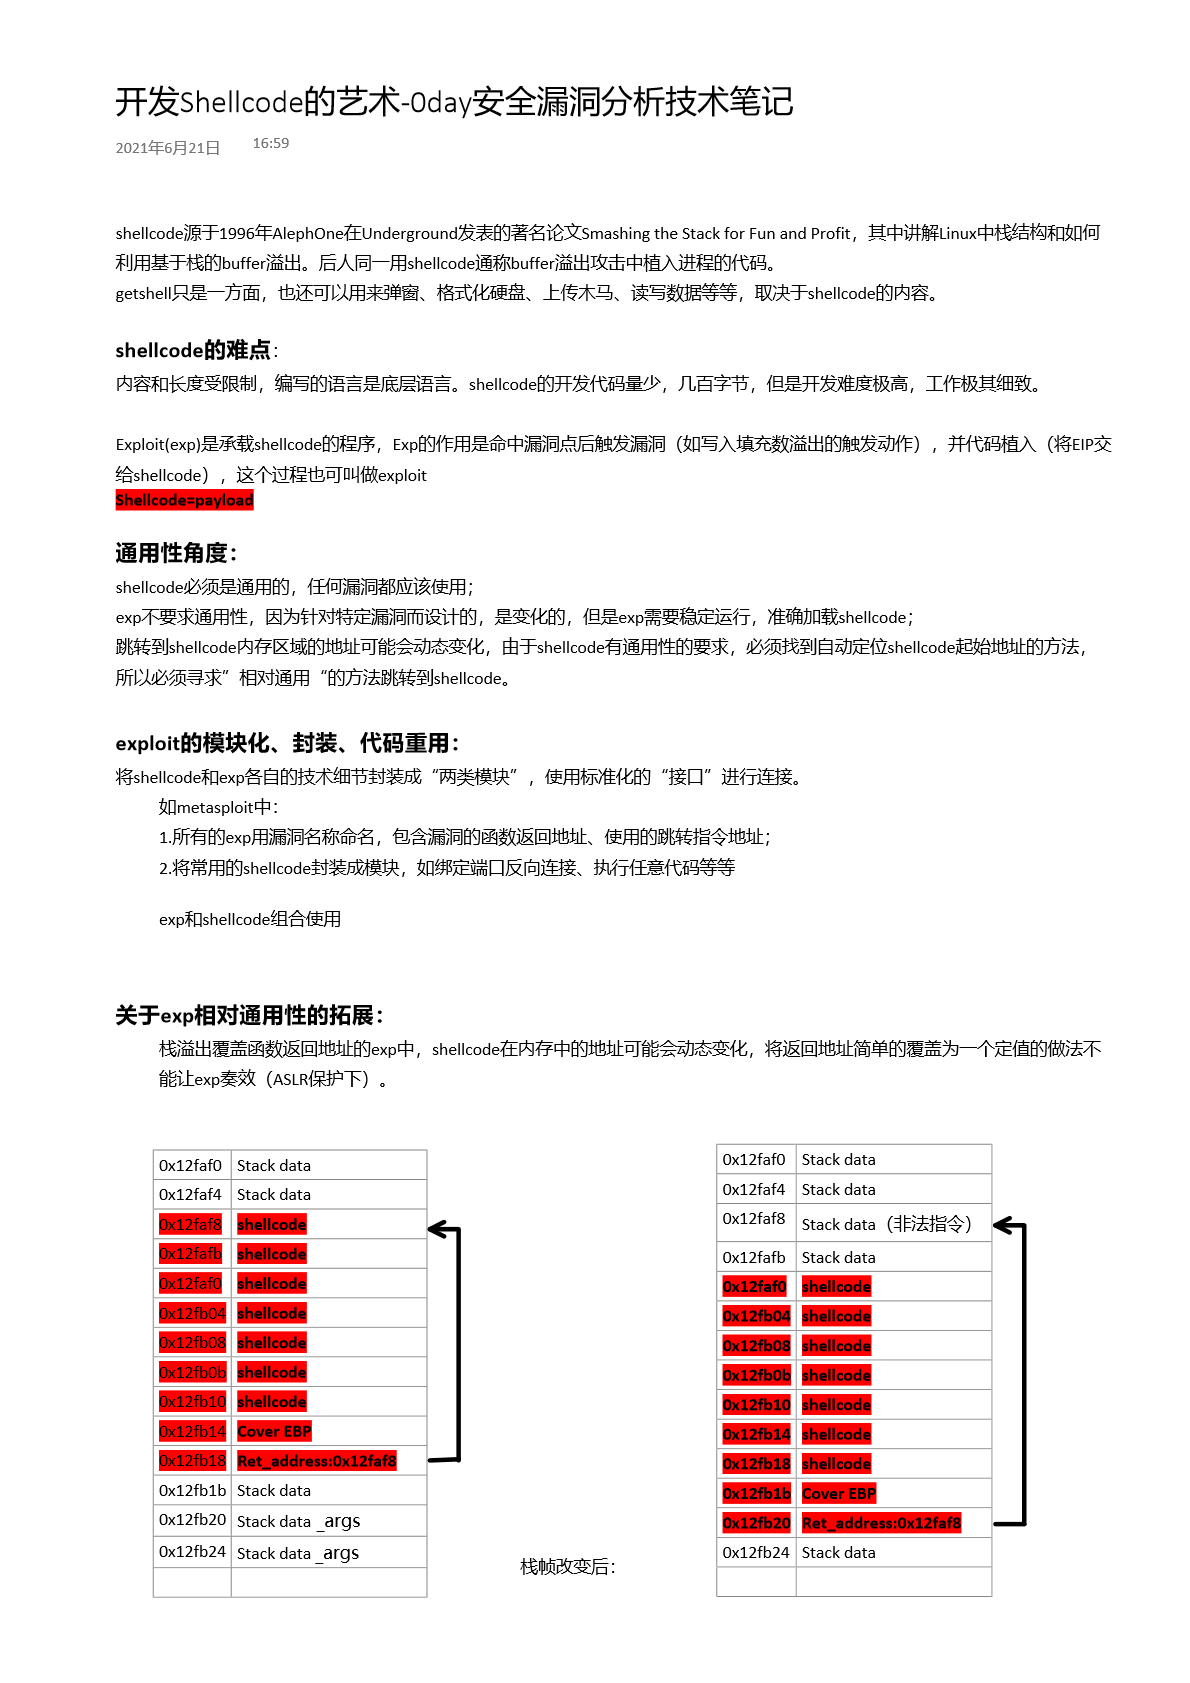 开发Shellcode的艺术-0day安全漏洞分析技术笔记
2021年6月21日 16:59
shellcode源于1996年AlephOne在Underground发表的著名论文Smashing the Stack for Fun and Profit，其中讲解Linux中栈结构和如何
利用基于栈的buffer溢出。后人同一用shellcode通称buffer溢出攻击中植入进程的代码。
getshell只是一方面，也还可以用来弹窗、格式化硬盘、上传木马、读写数据等等，取决于shellcode的内容。
shellcode的难点：
内容和长度受限制，编写的语言是底层语言。shellcode的开发代码量少，几百字节，但是开发难度极高，工作极其细致。
Exploit(exp)是承载shellcode的程序，Exp的作用是命中漏洞点后触发漏洞（如写入填充数溢出的触发动作），并代码植入（将EIP交
给shellcode），这个过程也可叫做exploit
Shellcode=payload
通用性角度：
shellcode必须是通用的，任何漏洞都应该使用；
exp不要求通用性，因为针对特定漏洞而设计的，是变化的，但是exp需要稳定运行，准确加载shellcode；
跳转到shellcode内存区域的地址可能会动态变化，由于shellcode有通用性的要求，必须找到自动定位shellcode起始地址的方法，
所以必须寻求”相对通用“的方法跳转到shellcode。
exploit的模块化、封装、代码重用：
将shellcode和exp各自的技术细节封装成“两类模块”，使用标准化的“接口”进行连接。
如metasploit中：
1.所有的exp用漏洞名称命名，包含漏洞的函数返回地址、使用的跳转指令地址；
2.将常用的shellcode封装成模块，如绑定端口反向连接、执行任意代码等等
exp和shellcode组合使用
关于exp相对通用性的拓展：
栈溢出覆盖函数返回地址的exp中，shellcode在内存中的地址可能会动态变化，将返回地址简单的覆盖为一个定值的做法不
能让exp奏效（ASLR保护下）。
0x12faf0 Stack data
0x12faf4 Stack data
0x12faf8 shellcode
0x12fafb shellcode
0x12faf0 shellcode
0x12fb04 shellcode
0x12fb08 shellcode
0x12fb0b shellcode
0x12fb10 shellcode
0x12fb14 Cover EBP
0x12fb18 Ret_address:0x12faf8
0x12fb1b Stack data
0x12fb20 Stack data _args
0x12fb24 Stack data _args
栈帧改变后：
0x12faf0 Stack data
0x12faf4 Stack data
0x12faf8 Stack data（非法指令）
0x12fafb Stack data
0x12faf0 shellcode
0x12fb04 shellcode
0x12fb08 shellcode
0x12fb0b shellcode
0x12fb10 shellcode
0x12fb14 shellcode
0x12fb18 shellcode
0x12fb1b Cover EBP
0x12fb20 Ret_address:0x12faf8
0x12fb24 Stack data